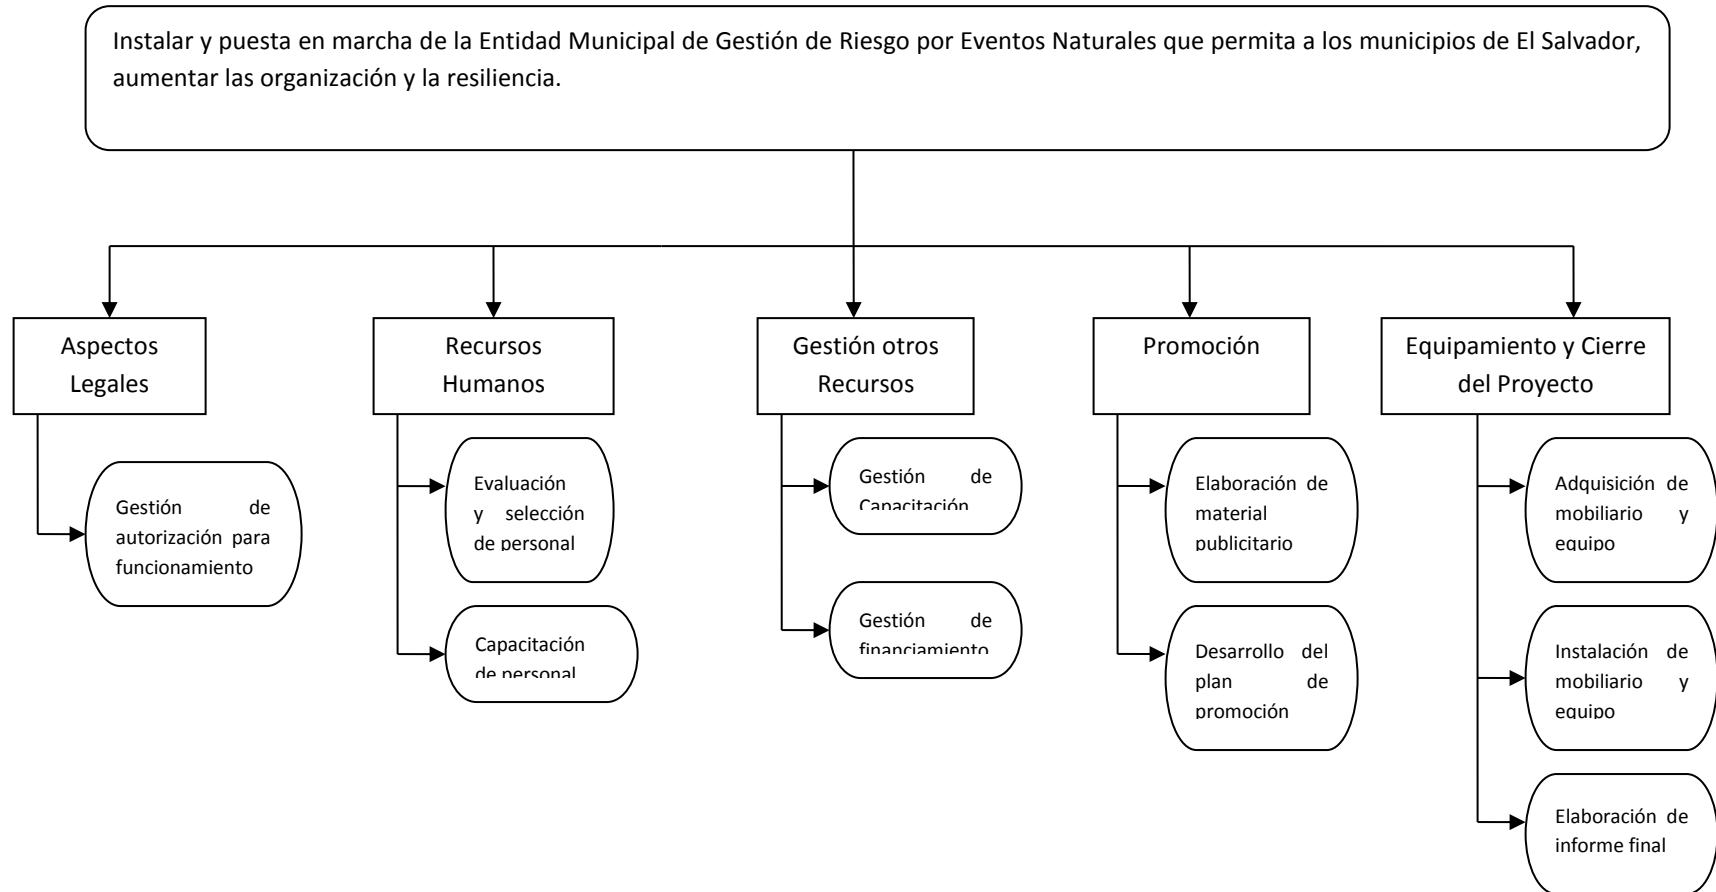 Instalar y puesta en marcha de la Entidad Municipal de Gestión de Riesgo por Eventos Naturales que permita a los municipios de El Salvador,
aumentar las organización y la resiliencia.
Aspectos
Legales
Recursos
Humanos
Gestión otros
Recursos
Promoción
Equipamiento y Cierre
del Proyecto
Gestión de
autorización para
funcionamiento
Evaluación
y selección
de personal
Capacitación
de personal
Gestión de
Capacitación
Gestión de
financiamiento
Elaboración de
material
publicitario
Desarrollo del
plan de
promoción
Adquisición de
mobiliario y
equipo
Instalación de
mobiliario y
equipo
Elaboración de
informe final